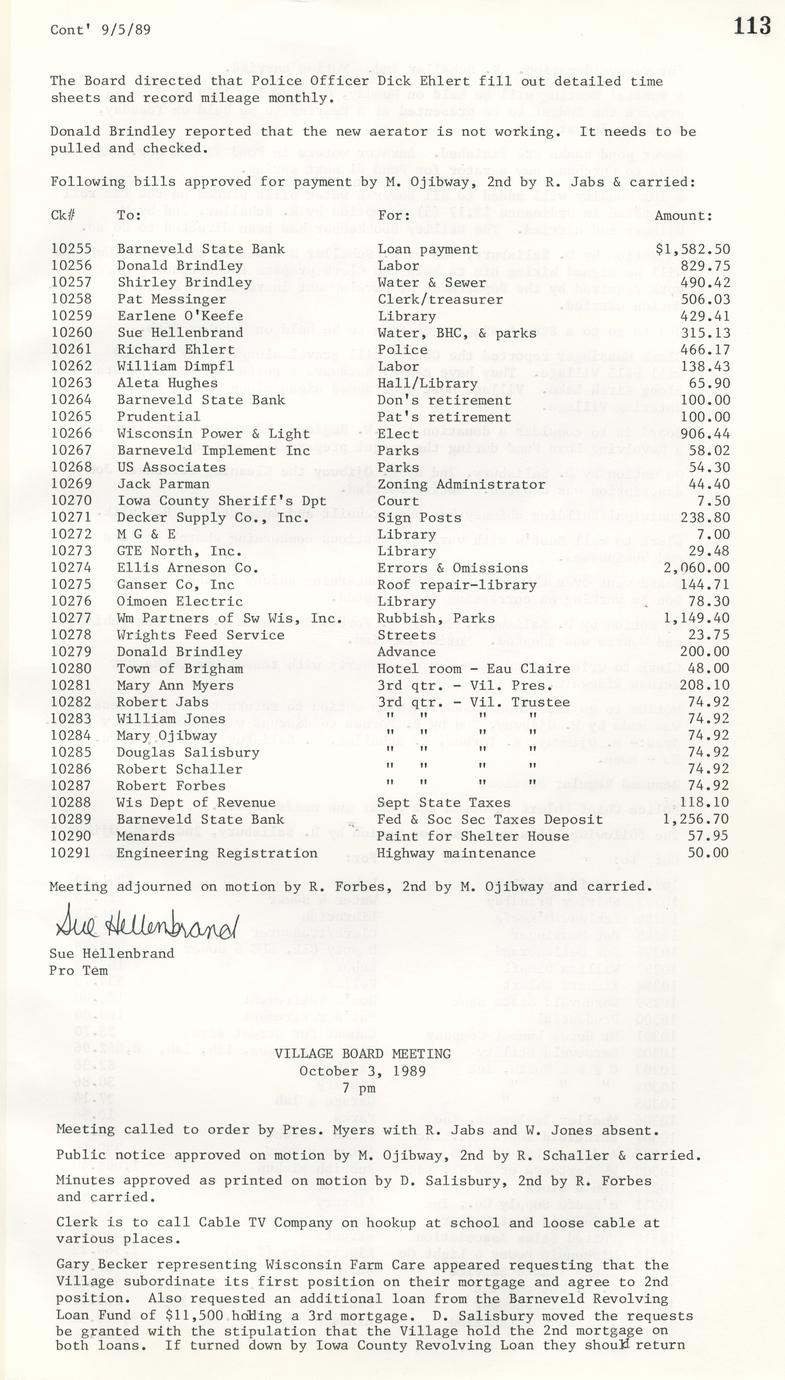 Cont' 9/5/89
113
The Board directed that Police Officer Dick Ehlert fill out detailed time
sheets and record mileage monthly.
Donald Brindley reported that the new aerator is not working.  It needs to be
pulled and checked.
Following bills approved for payment by M. Ojibway, 2nd by R. Jabs & carried:
Ck# To: For: Amount:
10255 Barneveld State Bank Loan payment $1,582.50
10256 Donald Brindley Labor 829.75
10257 Shirley Brindley Water & Sewer 490.42
10258 Pat Messinger Clerk/treasurer 506.03
10259 Earlene O'Keefe Library 429.41
10260 Sue Hellenbrand Water, BHC, & parks 315.13
10261 Richard Ehlert Police 466.17
10262 William Dimpfl Labor 138.43
10263 Aleta Hughes Hall/Library 65.90
10264 Barneveld State Bank Don's retirement 100.00
10265 Prudential Pat's retirement 100.00
10266 Wisconsin Power & Light Elect 906.44
10267 Barneveld Implement Inc Parks 58.02
10268 US Associates Parks 54.30
10269 Jack Parman Zoning Administrator 44.40
10270 Iowa County Sheriff's Dpt Court 7.50
10271 Decker Supply Co., Inc. Sign Posts 238.80
10272 M G & E Library 7.00
10273 GTE North, Inc. Library 29.48
10274 Ellis Arneson Co. Errors & Omissions 2,060.00
10275 Ganser Co, Inc Roof repair-library 144.71
10276 Oimoen Electric Library 78.30
10277 Wm Partners of Sw Wis, Inc. Rubbish, Parks 1,149.40
10278 Wrights Feed Service Streets 23.75
10279 Donald Brindley Advance 200.00
10280 Town of Brigham Hotel room - Eau Claire 48.00
10281 Mary Ann Myers 3rd qtr. - Vil. Pres. 208.10
10282 Robert Jabs 3rd qtr. - Vil. Trustee 74.92
10283 William Jones " " " " 74.92
10284 Mary Ojibway " " " " 74.92
10285 Douglas Salisbury " " " " 74.92
10286 Robert Schaller " " " " 74.92
10287 Robert Forbes " " " " 74.92
10288 Wis Dept of Revenue Sept State Taxes 118.10
10289 Barneveld State Bank Fed & Soc Sec Taxes Deposit 1,256.70
10290 Menards Paint for Shelter House 57.95
10291 Engineering Registration Highway maintenance 50.00
Meeting adjourned on motion by R. Forbes, 2nd by M. Ojibway and carried.
Sue Hellenbrand
Sue Hellenbrand
Pro Tem
VILLAGE BOARD MEETING
October 3, 1989
7 pm
Meeting called to order by Pres. Myers with R. Jabs and W. Jones absent.
Public notice approved on motion by M. Ojibway, 2nd by R. Schaller & carried.
Minutes approved as printed on motion by D. Salisbury, 2nd by R. Forbes
and carried.
Clerk is to call Cable TV Company on hookup at school and loose cable at
various places.
Gary Becker representing Wisconsin Farm Care appeared requesting that the
Village subordinate its first position on their mortgage and agree to 2nd
position.  Also requested an additional loan from the Barneveld Revolving
Loan Fund of $11,500 holding a 3rd mortgage.  D. Salisbury moved the requests
be granted with the stipulation that the Village hold the 2nd mortgage on
both loans.  If turned down by Iowa County Revolving Loan they should return